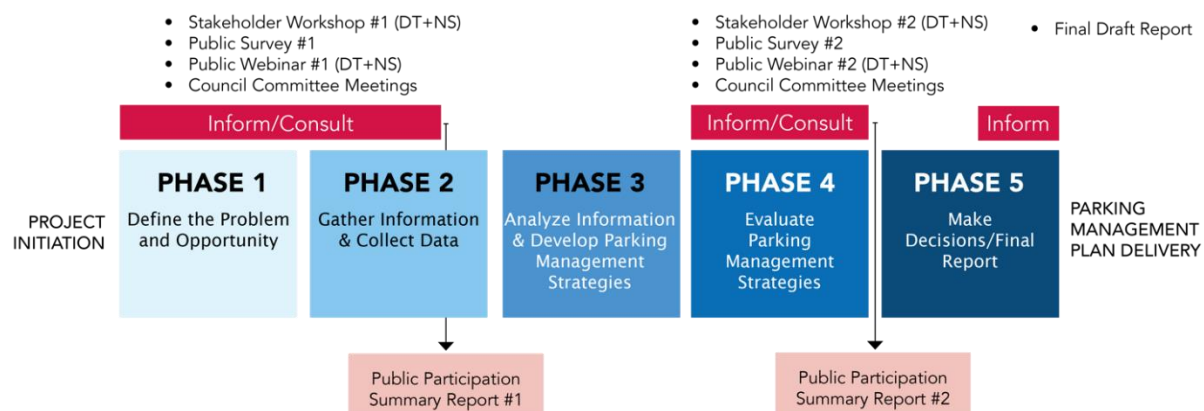 • Stakeholder Workshop #1 (DT+NS)
• Public Survey #1
• Public Webinar #1 (DT+NS)
• Council Committee Meetings
• Stakeholder Workshop #2 (DT+NS)
• Public Survey #2
• Public Webinar #2 (DT+NS)
• Council Committee Meetings
• Final Draft Report
Inform/Consult
Inform/Consult
Inform
PROJECT
INITIATION
PHASE 1
Define the Problem
and Opportunity
PHASE 2
Gather Information
& Collect Data
PHASE 3
Analyze Information
& Develop Parking
Management
Strategies
PHASE 4
Evaluate
Parking
Management
Strategies
PHASE 5
Make
Decisions/Final
Report
PARKING
MANAGEMENT
PLAN DELIVERY
Public Participation
Summary Report #1
Public Participation
Summary Report #2